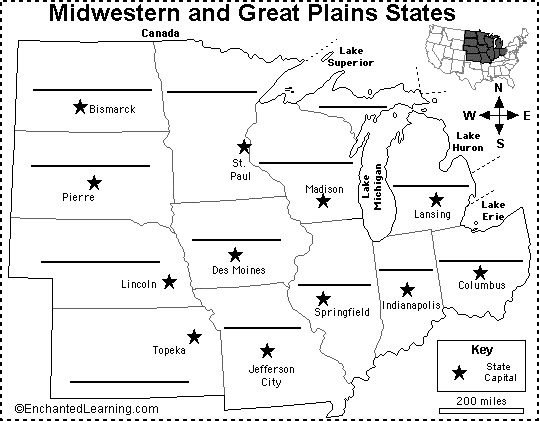 Midwestern and Great Plains States
Canada
Lake
Superior
N
W
E
S
Bismarck
Lake
Huron
St.
Paul
Lake
Michigan
Pierre
Madison
Lansing
Lake
Erie
Des Moines
Lincoln
Columbus
Springfield
Indianapolis
Topeka
Jefferson
City
Key
State
Capital
200 miles
©EnchantedLearning.com